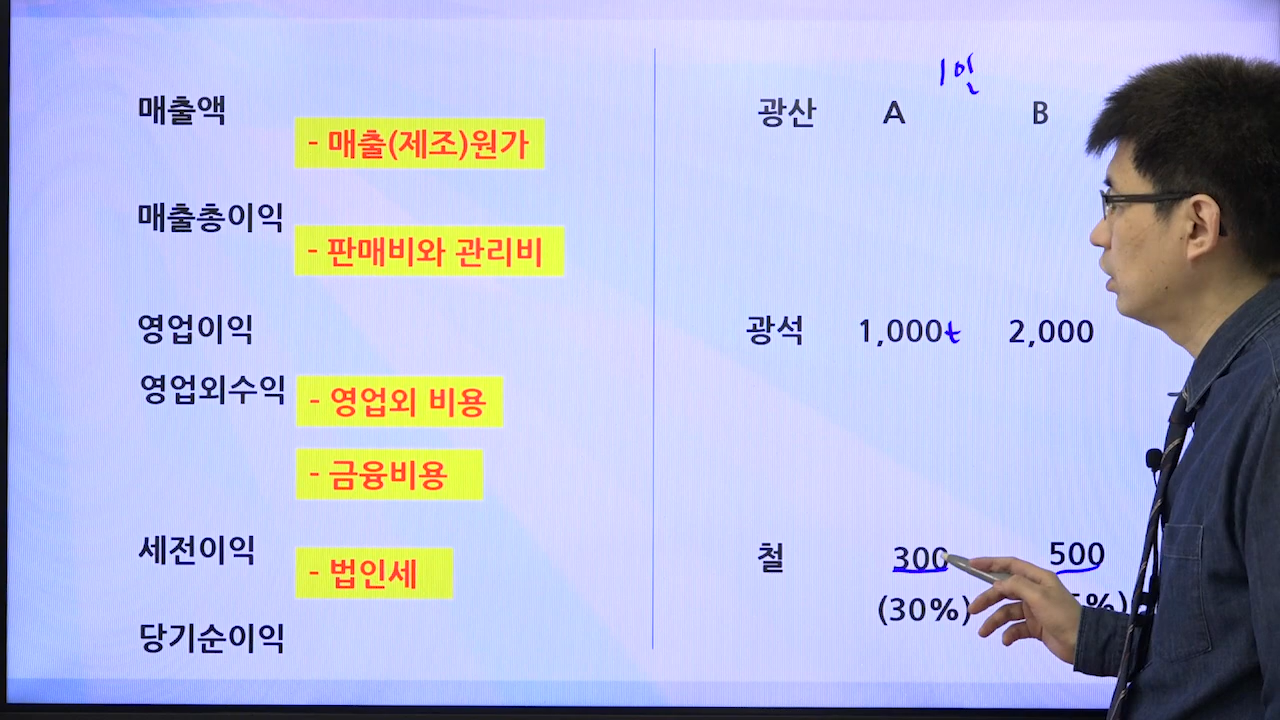 매출액
- 매출(제조)원가
매출총이익
- 판매비와 관리비
영업이익
영업외수익 - 영업외 비용
- 금융비용
세전이익
- 법인세
당기순이익
1인
광산 A B
광석 1,000t 2,000
철 300 500
(30%) 5%)